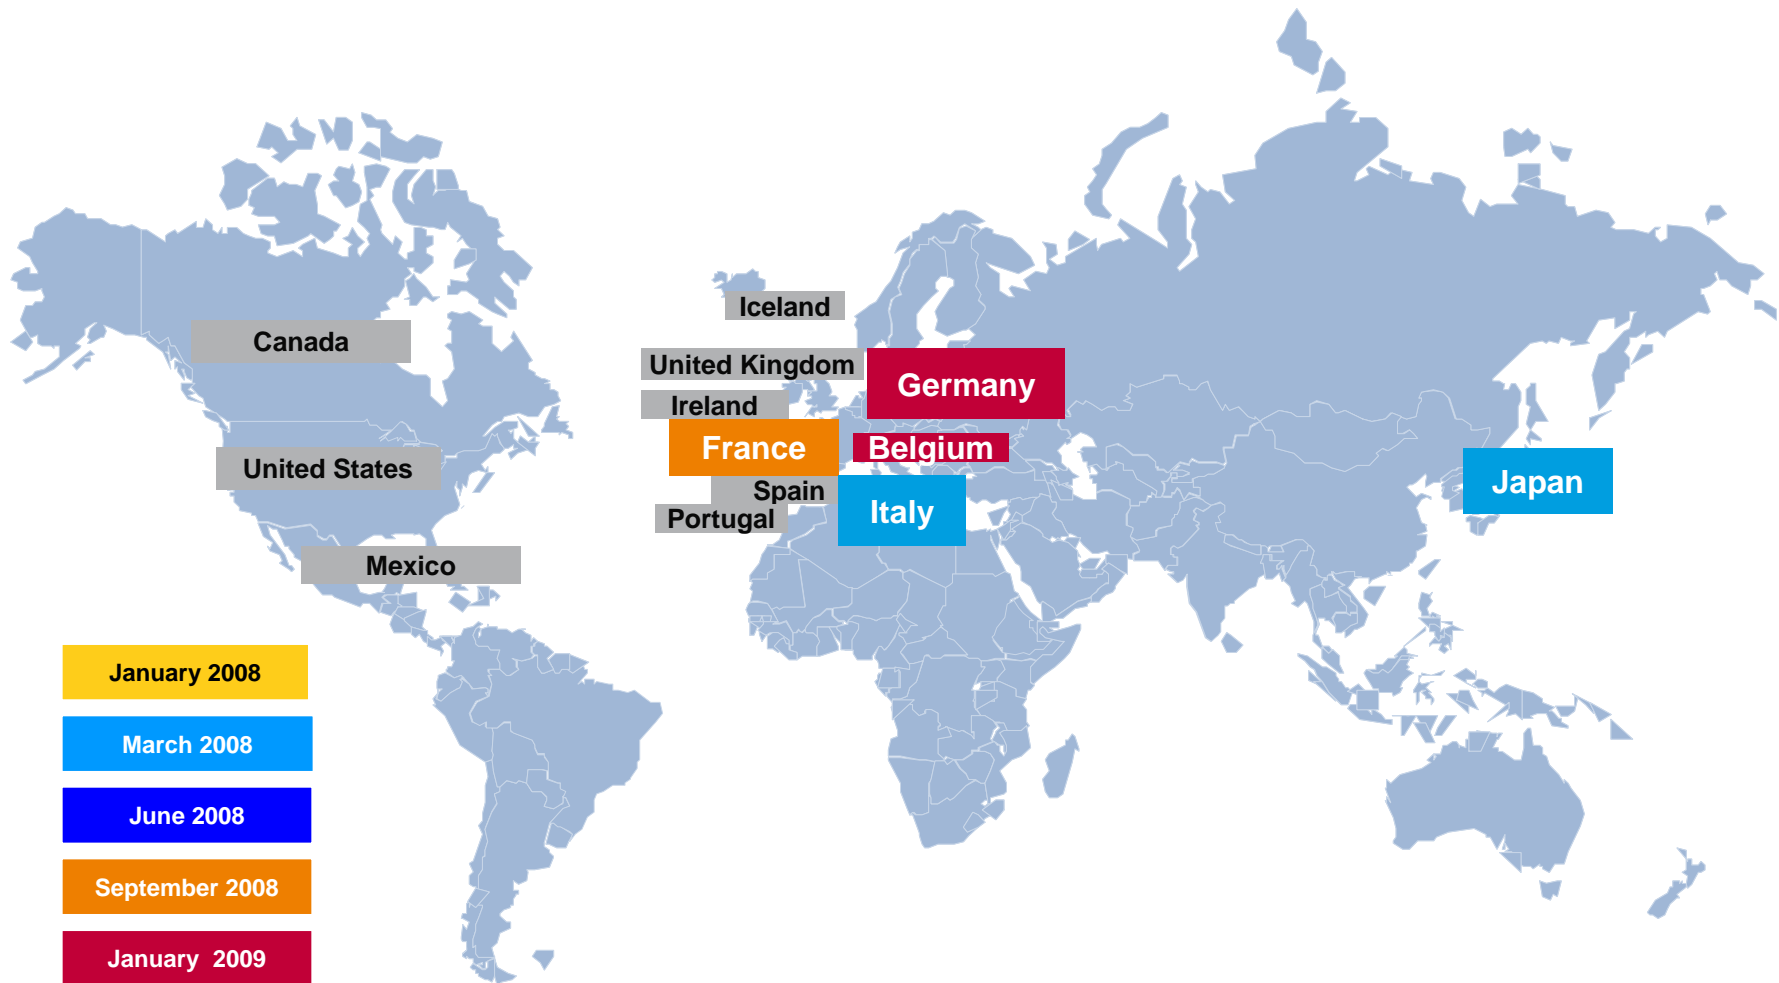 Iceland
Canada
United Kingdom
Germany
Ireland
France
Belgium
United States
Japan
Spain
Italy
Portugal
Mexico
January 2008
March 2008
June 2008
September 2008
January 2009